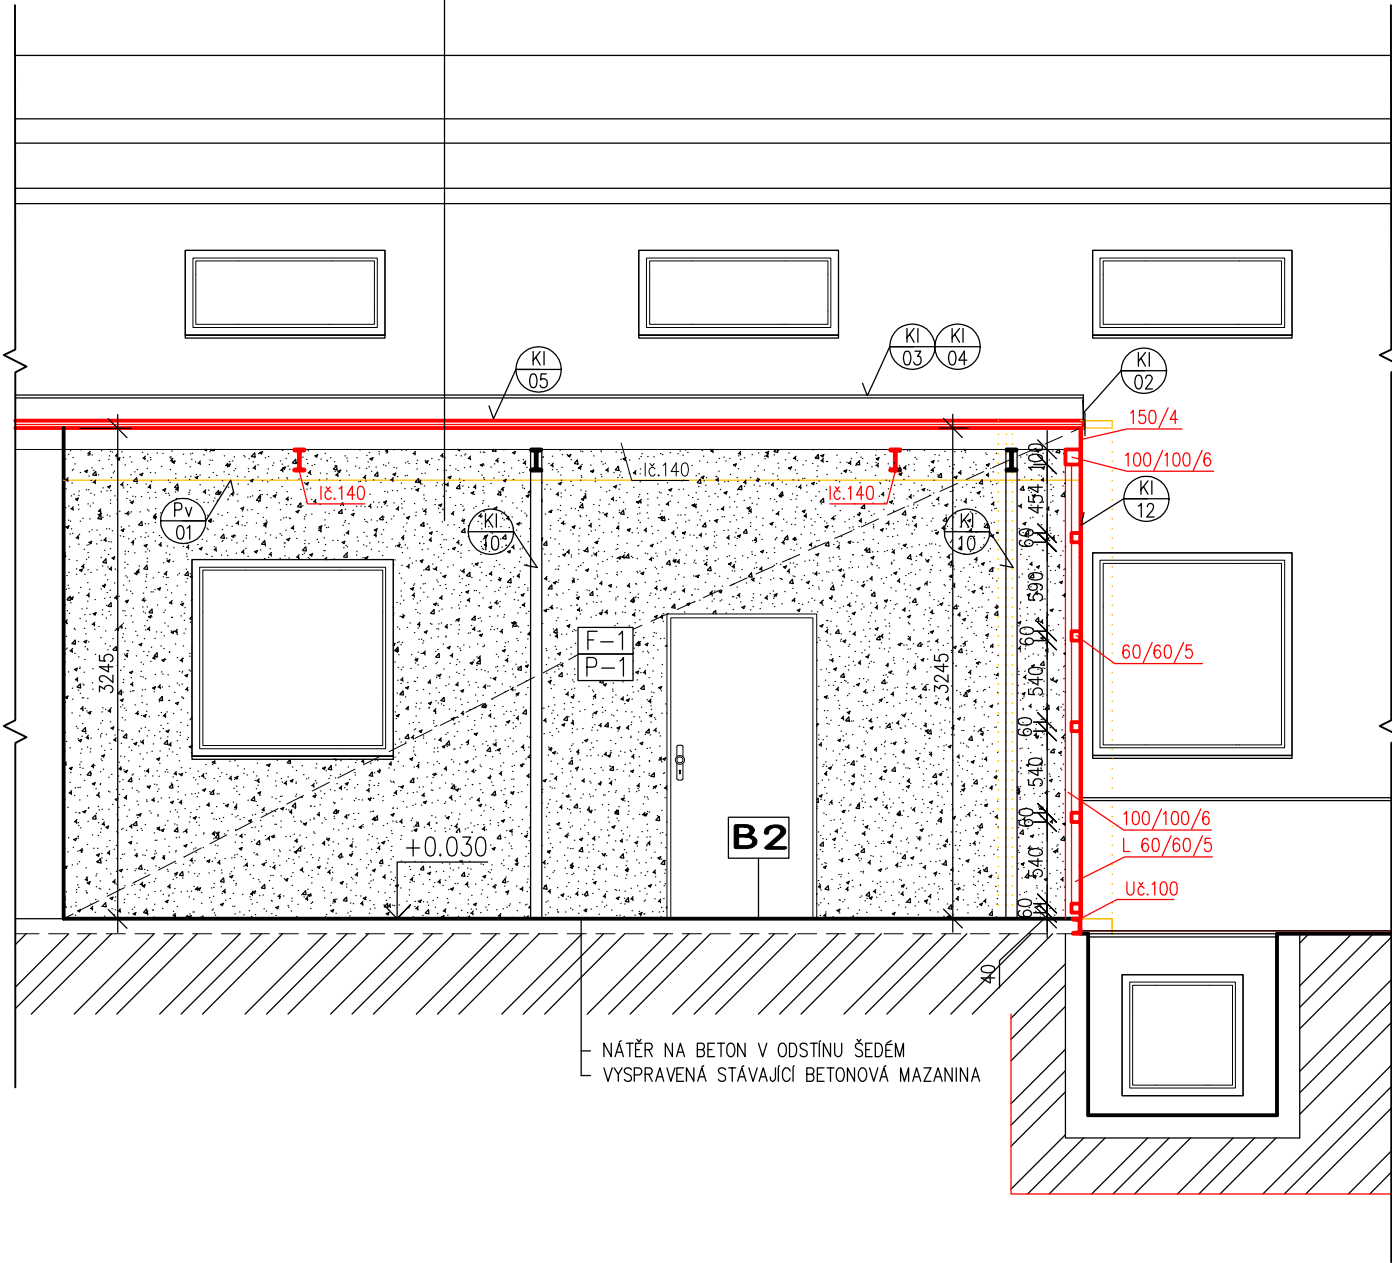 Kl
03
Kl
04
Kl
05
Kl
02
150/4
100/100/6
Ič.140
Ič.140
Ič.140
Kl
12
Pv
01
Kl
10
Kl
10
100
454
60
590
60
540
60
540
60
540
60
40
3245
3245
F-1
P-1
60/60/5
B2
+0.030
100/100/6
L 60/60/5
Uč.100
NÁTĚR NA BETON V ODSTÍNU ŠEDÉM
VYSPRAVENÁ STÁVAJÍCÍ BETONOVÁ MAZANINA